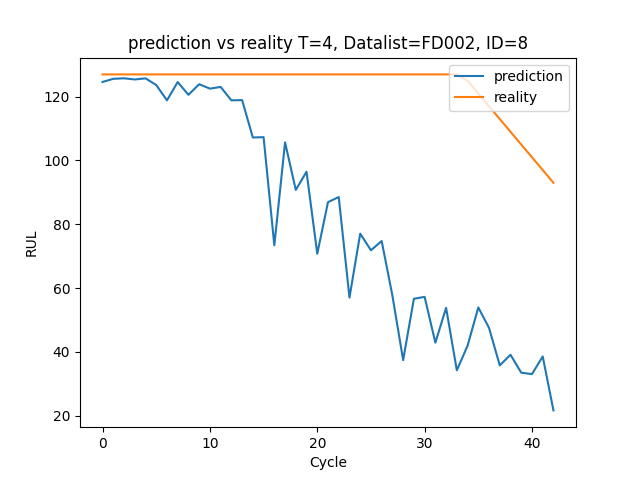 prediction vs reality T=4, Datalist=FD002, ID=8
prediction
reality
120
100
80
60
40
20
RUL
0 10 20 30 40
Cycle